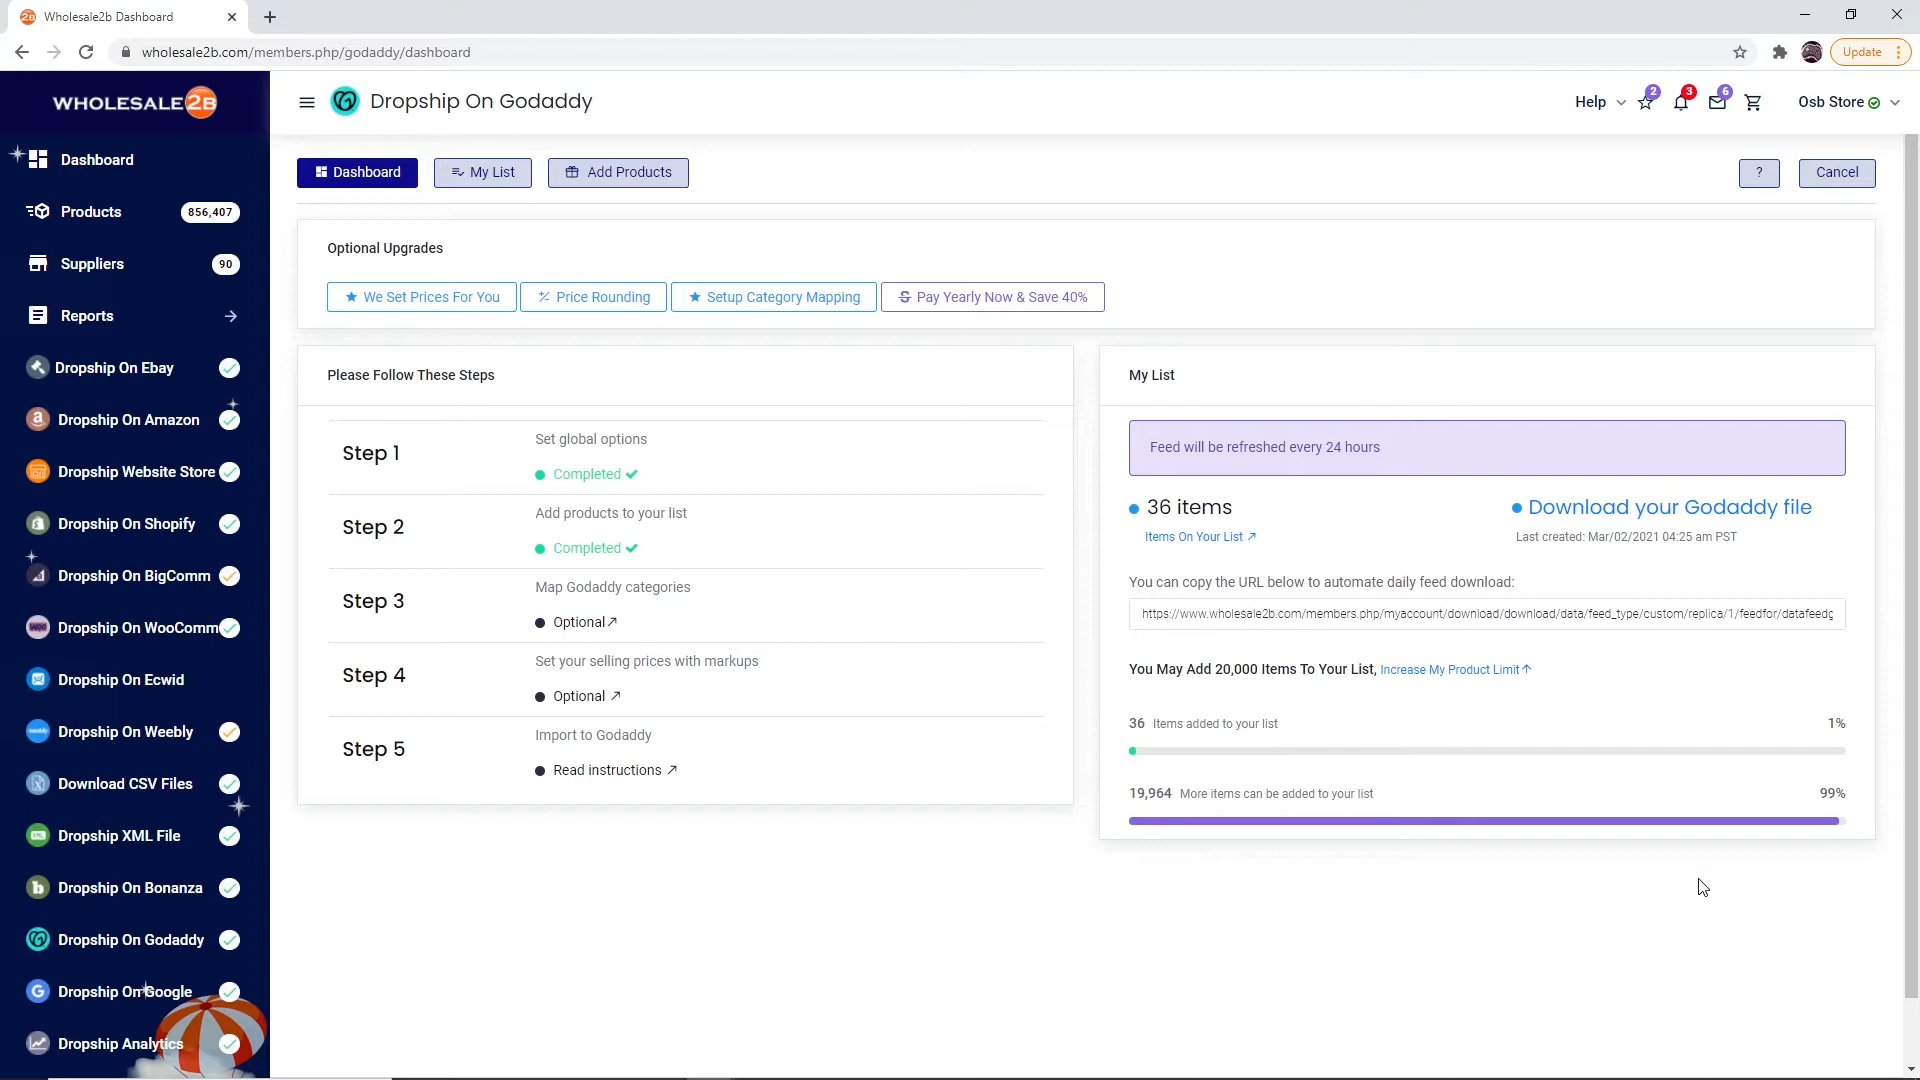 Wholesale2b Dashboard
wholesale2b.com/members.php/godaddy/dashboard
Update
WHOLESALE2B
Dropship On Godaddy
Help
2
3
6
Osb Store
Dashboard
Products 856,407
Suppliers 90
Reports
Dropship On Ebay
Dropship On Amazon
Dropship Website Store
Dropship On Shopify
Dropship On BigComm
Dropship On WooComm
Dropship On Ecwid
Dropship On Weebly
Download CSV Files
Dropship XML File
Dropship On Bonanza
Dropship On Godaddy
Dropship On Google
Dropship Analytics
Dashboard
My List
Add Products
?
Cancel
Optional Upgrades
We Set Prices For You
Price Rounding
Setup Category Mapping
Pay Yearly Now & Save 40%
Please Follow These Steps
Step 1
Set global options
Completed
Step 2
Add products to your list
Completed
Step 3
Map Godaddy categories
Optional
Step 4
Set your selling prices with markups
Optional
Step 5
Import to Godaddy
Read instructions
My List
Feed will be refreshed every 24 hours
36 items
Items On Your List
Download your Godaddy file
Last created: Mar/02/2021 04:25 am PST
You can copy the URL below to automate daily feed download:
https://www.wholesale2b.com/members.php/myaccount/download/download/data/feed_type/custom/replica/1/feedfor/datafeedg
You May Add 20,000 Items To Your List, Increase My Product Limit
36 Items added to your list 1%
19,964 More items can be added to your list 99%